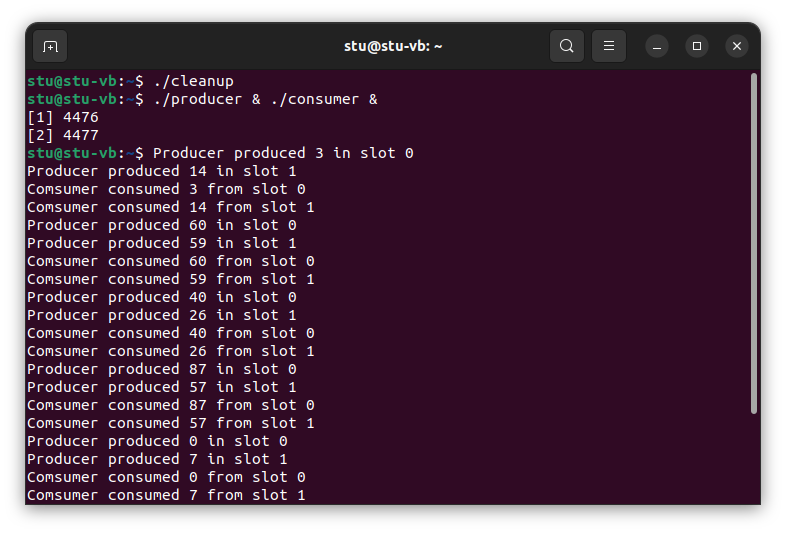 stu@stu-vb: ~
stu@stu-vb:~$ ./cleanup
stu@stu-vb:~$ ./producer & ./consumer &
[1] 4476
[2] 4477
stu@stu-vb:~$ Producer produced 3 in slot 0
Producer produced 14 in slot 1
Comsumer consumed 3 from slot 0
Comsumer consumed 14 from slot 1
Producer produced 60 in slot 0
Producer produced 59 in slot 1
Comsumer consumed 60 from slot 0
Comsumer consumed 59 from slot 1
Producer produced 40 in slot 0
Producer produced 26 in slot 1
Comsumer consumed 40 from slot 0
Comsumer consumed 26 from slot 1
Producer produced 87 in slot 0
Producer produced 57 in slot 1
Comsumer consumed 87 from slot 0
Comsumer consumed 57 from slot 1
Producer produced 0 in slot 0
Producer produced 7 in slot 1
Comsumer consumed 0 from slot 0
Comsumer consumed 7 from slot 1